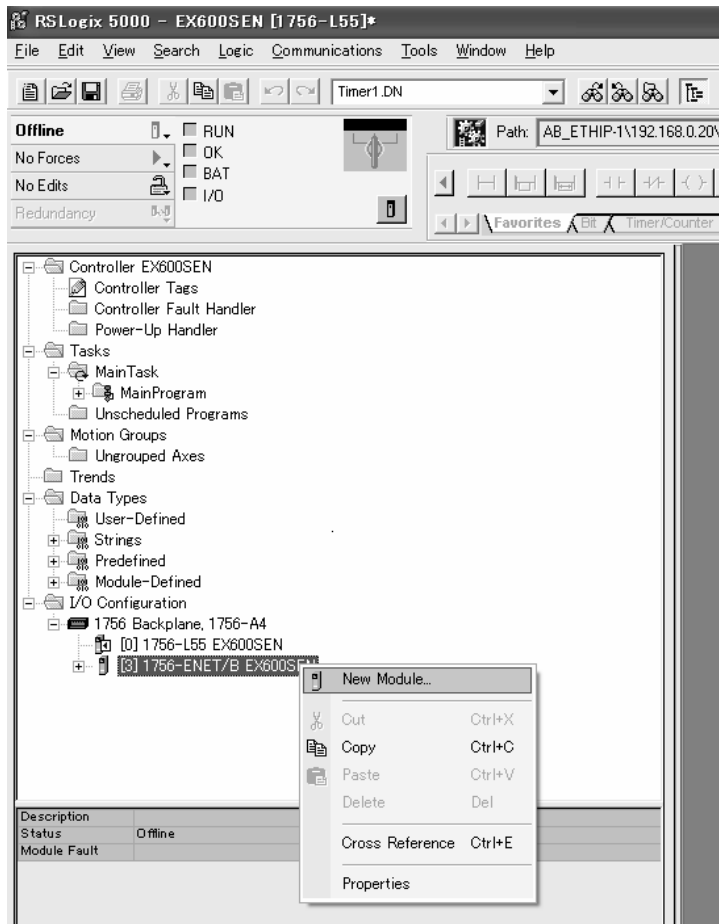 RSLogix 5000 - EX600SEN [1756-L55]*
File Edit View Search Logic Communications Tools Window Help
Timer1.DN
Offline RUN
No Forces OK
BAT
No Edits I/O
Redundancy
Path: AB_ETHIP-1\192.168.0.20\
Favorites Bit Timer/Counter
Controller EX600SEN
Controller Tags
Controller Fault Handler
Power-Up Handler
Tasks
MainTask
MainProgram
Unscheduled Programs
Motion Groups
Ungrouped Axes
Trends
Data Types
User-Defined
Strings
Predefined
Module-Defined
I/O Configuration
1756 Backplane, 1756-A4
[0] 1756-L55 EX600SEN
[3] 1756-ENET/B EX600SEN
New Module...
Cut Ctrl+X
Copy Ctrl+C
Paste Ctrl+V
Delete Del
Cross Reference Ctrl+E
Properties
Description
Status Offline
Module Fault